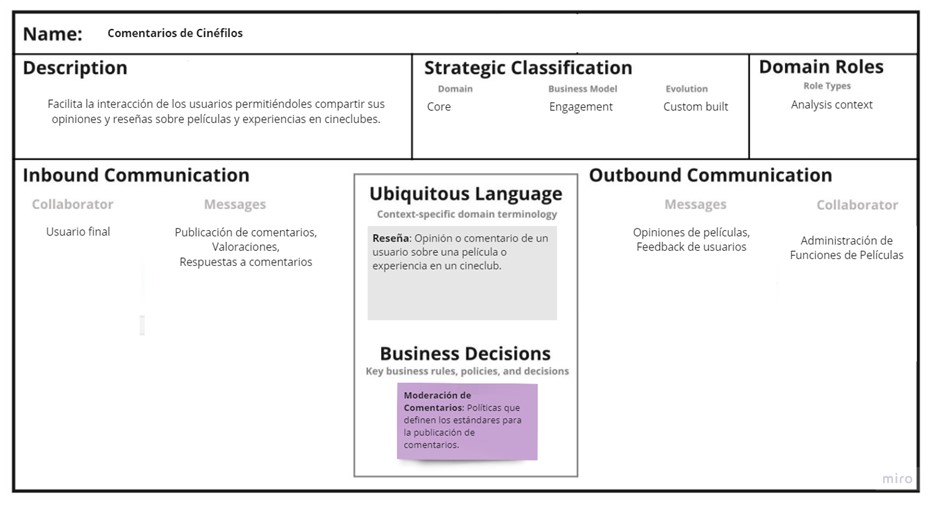 Name: Comentarios de Cinéfilos
Description
Facilita la interacción de los usuarios permitiéndoles compartir sus
opiniones y reseñas sobre películas y experiencias en cineclubes.
Strategic Classification
Domain Business Model Evolution
Core Engagement Custom built
Domain Roles
Role Types
Analysis context
Inbound Communication
Collaborator Messages
Usuario final
Publicación de comentarios,
Valoraciones,
Respuestas a comentarios
Ubiquitous Language
Context-specific domain terminology
Reseña: Opinión o comentario de un
usuario sobre una película o
experiencia en un cineclub.
Business Decisions
Key business rules, policies, and decisions
Moderación de
Comentarios: Políticas que
definen los estándares para
la publicación de
comentarios.
Outbound Communication
Messages Collaborator
Opiniones de películas,
Feedback de usuarios
Administración de
Funciones de Películas
miro